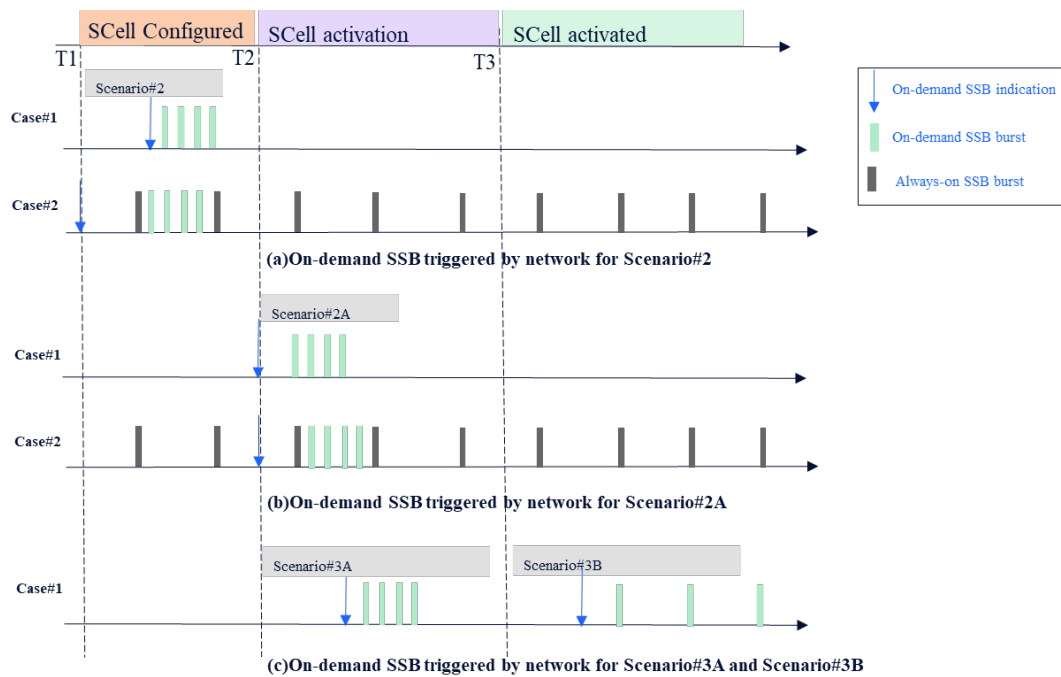 SCell Configured
SCell activation
SCell activated
T1
T2
T3
Scenario#2
On-demand SSB indication
Case#1
On-demand SSB burst
Always-on SSB burst
Case#2
(a)On-demand SSB triggered by network for Scenario#2
Scenario#2A
Case#1
Case#2
(b)On-demand SSB triggered by network for Scenario#2A
Scenario#3A
Scenario#3B
Case#1
(c)On-demand SSB triggered by network for Scenario#3A and Scenario#3B